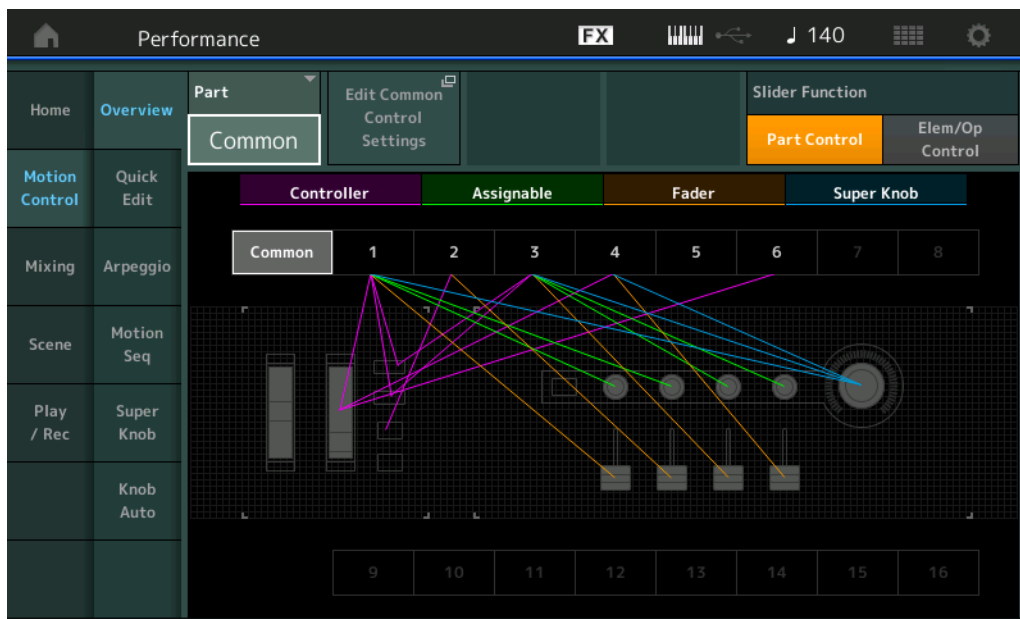 Performance
FX
♩ 140
Home
Overview
Part
Common
Edit Common
Control
Settings
Slider Function
Part Control
Elem/Op
Control
Motion
Control
Quick
Edit
Controller
Assignable
Fader
Super Knob
Common 1 2 3 4 5 6 7 8
Mixing
Arpeggio
Scene
Motion
Seq
Play
/ Rec
Super
Knob
Knob
Auto
9 10 11 12 13 14 15 16